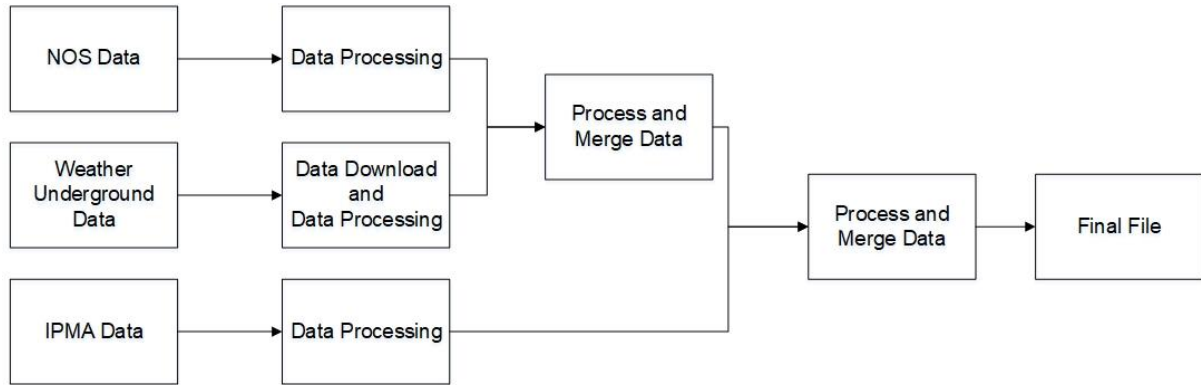 NOS Data
Data Processing
Process and
Merge Data
Weather
Underground
Data
Data Download
and
Data Processing
Process and
Merge Data
Final File
IPMA Data
Data Processing